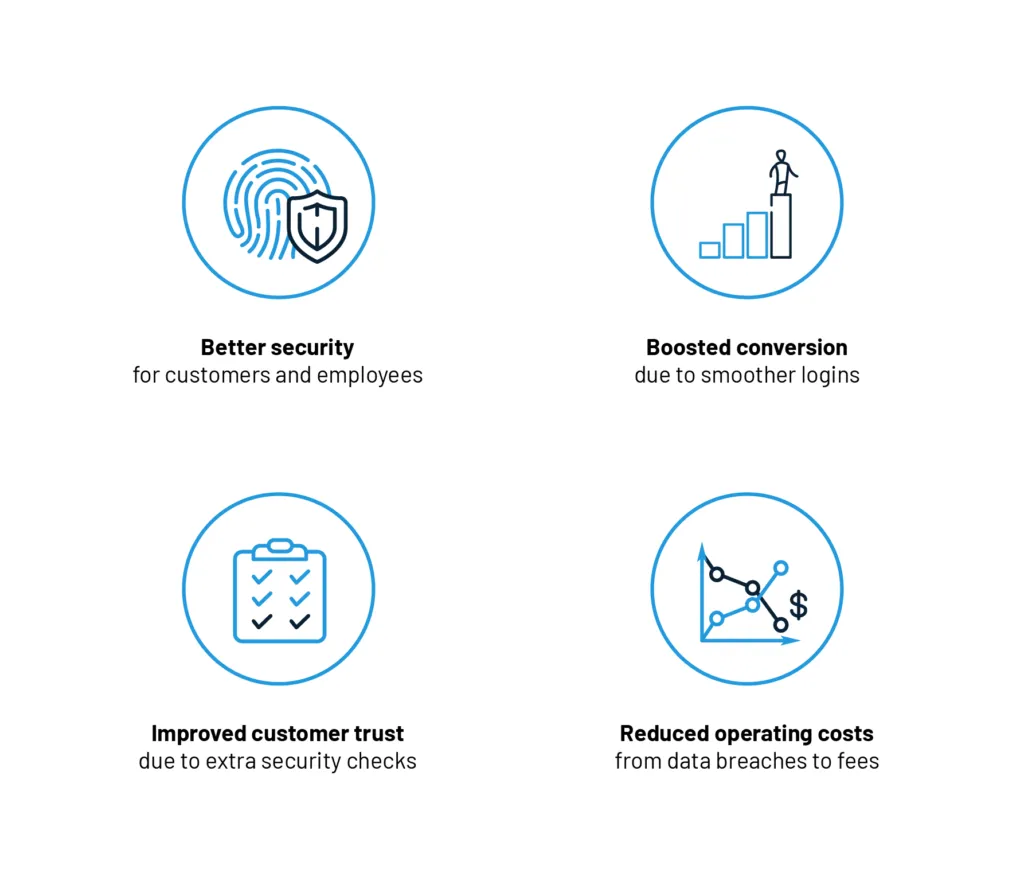 Better security
for customers and employees
Boosted conversion
due to smoother logins
$
Improved customer trust
due to extra security checks
Reduced operating costs
from data breaches to fees